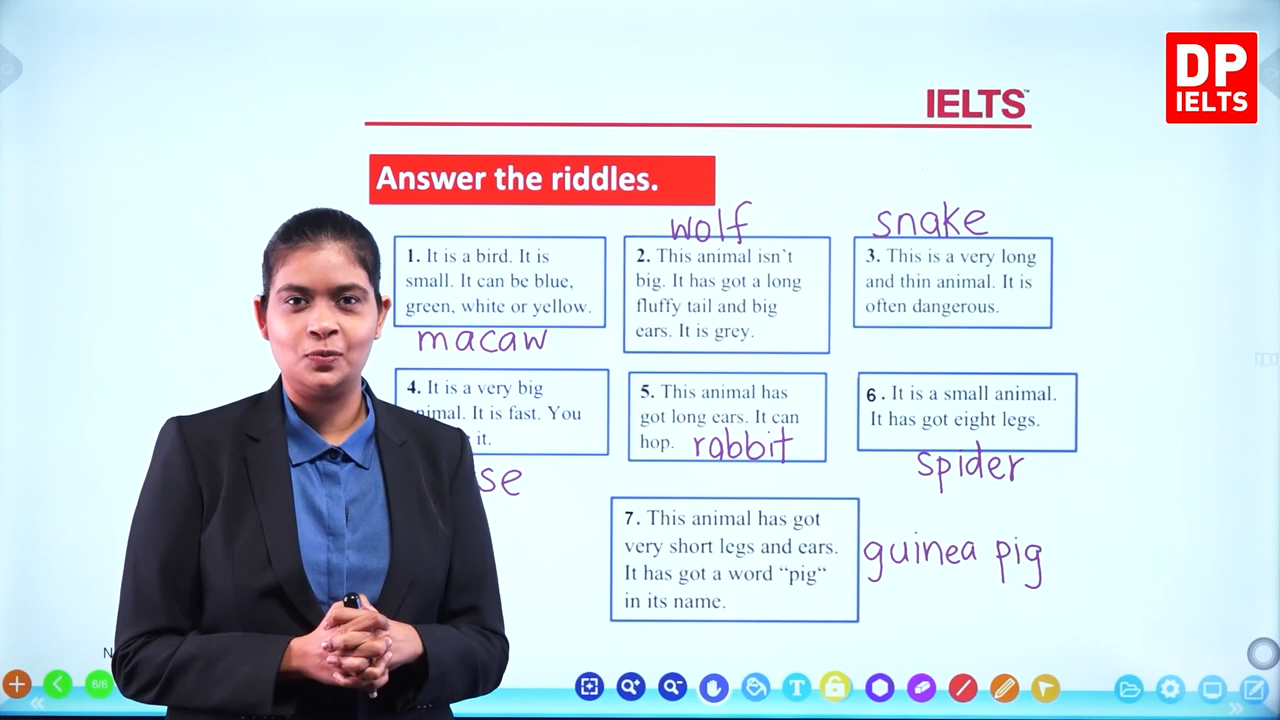 DP
IELTS
IELTS™
Answer the riddles.
wolf
snake
1. It is a bird. It is
small. It can be blue,
green, white or yellow.
macaw
2. This animal isn't
big. It has got a long
fluffy tail and big
ears. It is grey.
3. This is a very long
and thin animal. It is
often dangerous.
4. It is a very big
nimal. It is fast. You
it.
se
5. This animal has
got long ears. It can
hop.
rabbit
6. It is a small animal.
It has got eight legs.
spider
7. This animal has got
very short legs and ears.
It has got a word “pig“
in its name.
guinea pig
N
6/6
T